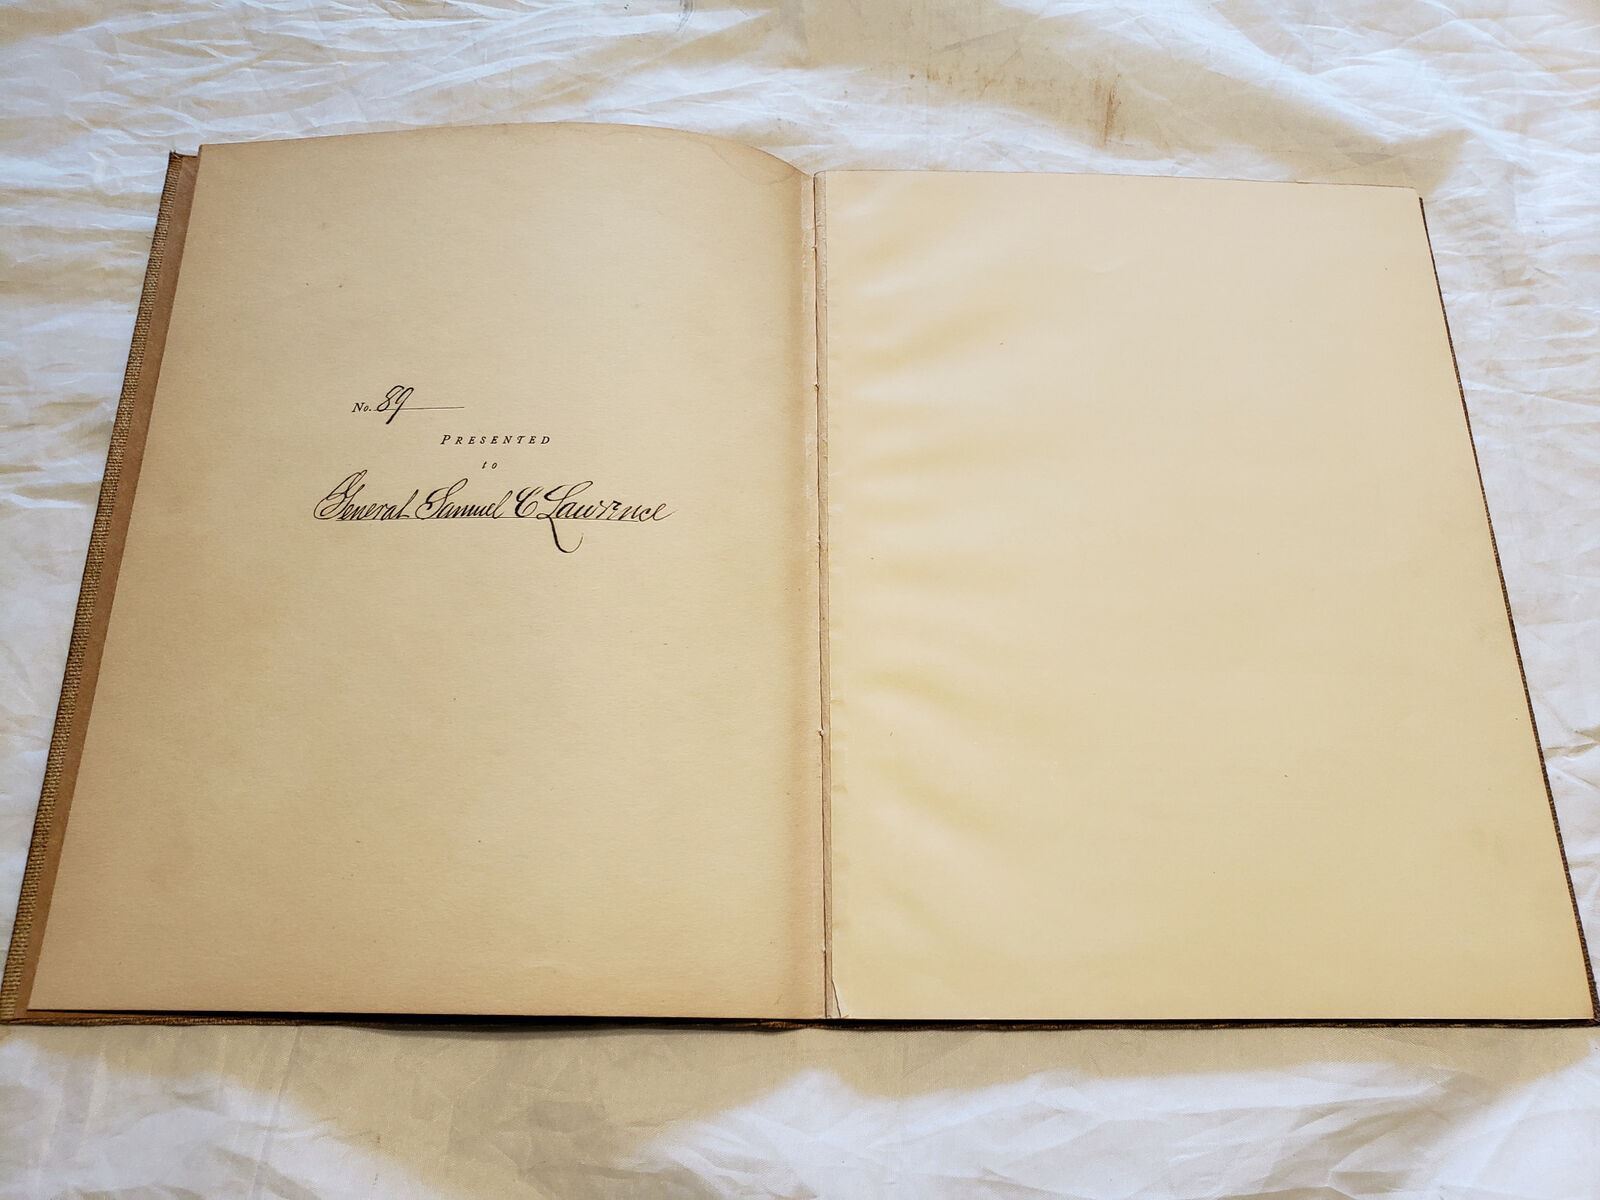 No. 89
PRESENTED
to
General Samuel C Lawrence